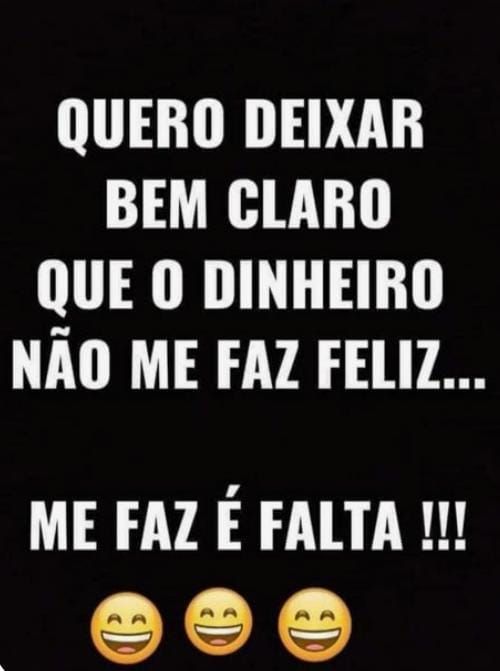 QUERO DEIXAR
BEM CLARO
QUE O DINHEIRO
NÃO ME FAZ FELIZ...
ME FAZ É FALTA !!!